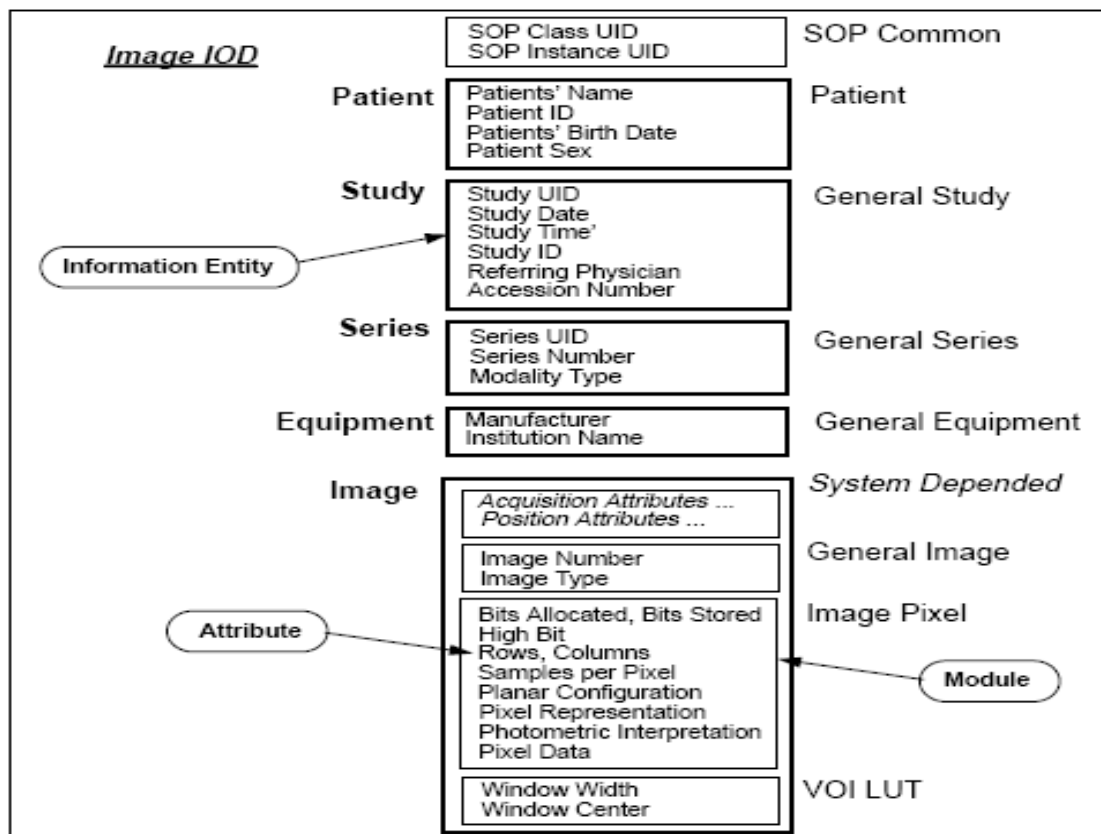 Image IOD
SOP Class UID
SOP Instance UID
SOP Common
Patient
Patients' Name
Patient ID
Patients' Birth Date
Patient Sex
Patient
Study
Study UID
Study Date
Study Time'
Study ID
Referring Physician
Accession Number
General Study
Information Entity
Series
Series UID
Series Number
Modality Type
General Series
Equipment
Manufacturer
Institution Name
General Equipment
Image
Acquisition Attributes ...
Position Attributes ...
System Depended
Image Number
Image Type
General Image
Bits Allocated, Bits Stored
High Bit
Rows, Columns
Samples per Pixel
Planar Configuration
Pixel Representation
Photometric Interpretation
Pixel Data
Image Pixel
Attribute
Module
Window Width
Window Center
VOI LUT